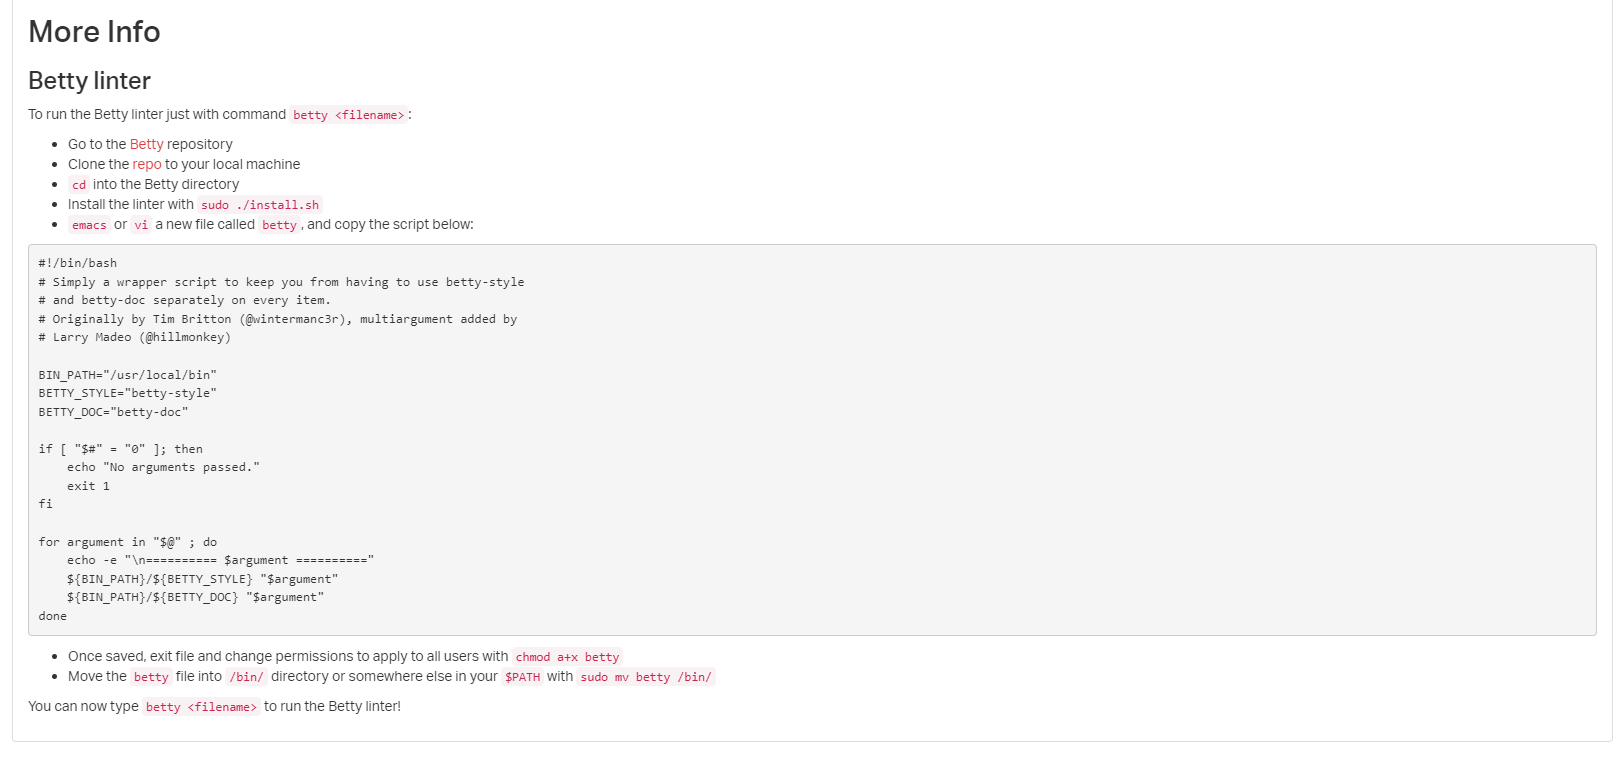 More Info
Betty linter
To run the Betty linter just with command betty <filename>:
Go to the Betty repository
Clone the repo to your local machine
cd into the Betty directory
Install the linter with sudo ./install.sh
emacs or vi a new file called betty, and copy the script below:
#!/bin/bash
# Simply a wrapper script to keep you from having to use betty-style
# and betty-doc separately on every item.
# Originally by Tim Britton (@wintermanc3r), multiargument added by
# Larry Madeo (@hillmonkey)

BIN_PATH="/usr/local/bin"
BETTY_STYLE="betty-style"
BETTY_DOC="betty-doc"

if [ "$#" = "0" ]; then
    echo "No arguments passed."
    exit 1
fi

for argument in "$@" ; do
    echo -e "\n========== $argument =========="
    ${BIN_PATH}/${BETTY_STYLE} "$argument"
    ${BIN_PATH}/${BETTY_DOC} "$argument"
done
Once saved, exit file and change permissions to apply to all users with chmod a+x betty
Move the betty file into /bin/ directory or somewhere else in your $PATH with sudo mv betty /bin/
You can now type betty <filename> to run the Betty linter!